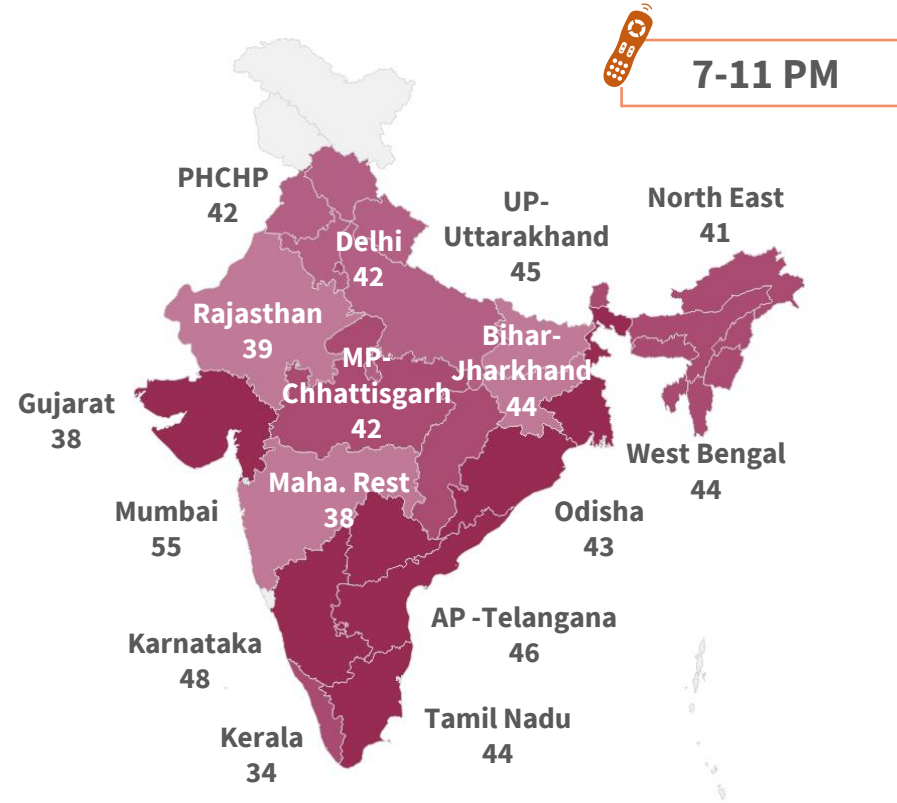 7-11 PM
PHCHP
42
UP-
Uttarakhand
45
North East
41
Delhi
42
Rajasthan
39
MP-
Chhattisgarh
42
Bihar-
Jharkhand
44
Gujarat
38
Maha. Rest
38
West Bengal
44
Mumbai
55
Odisha
43
AP -Telangana
46
Karnataka
48
Tamil Nadu
44
Kerala
34